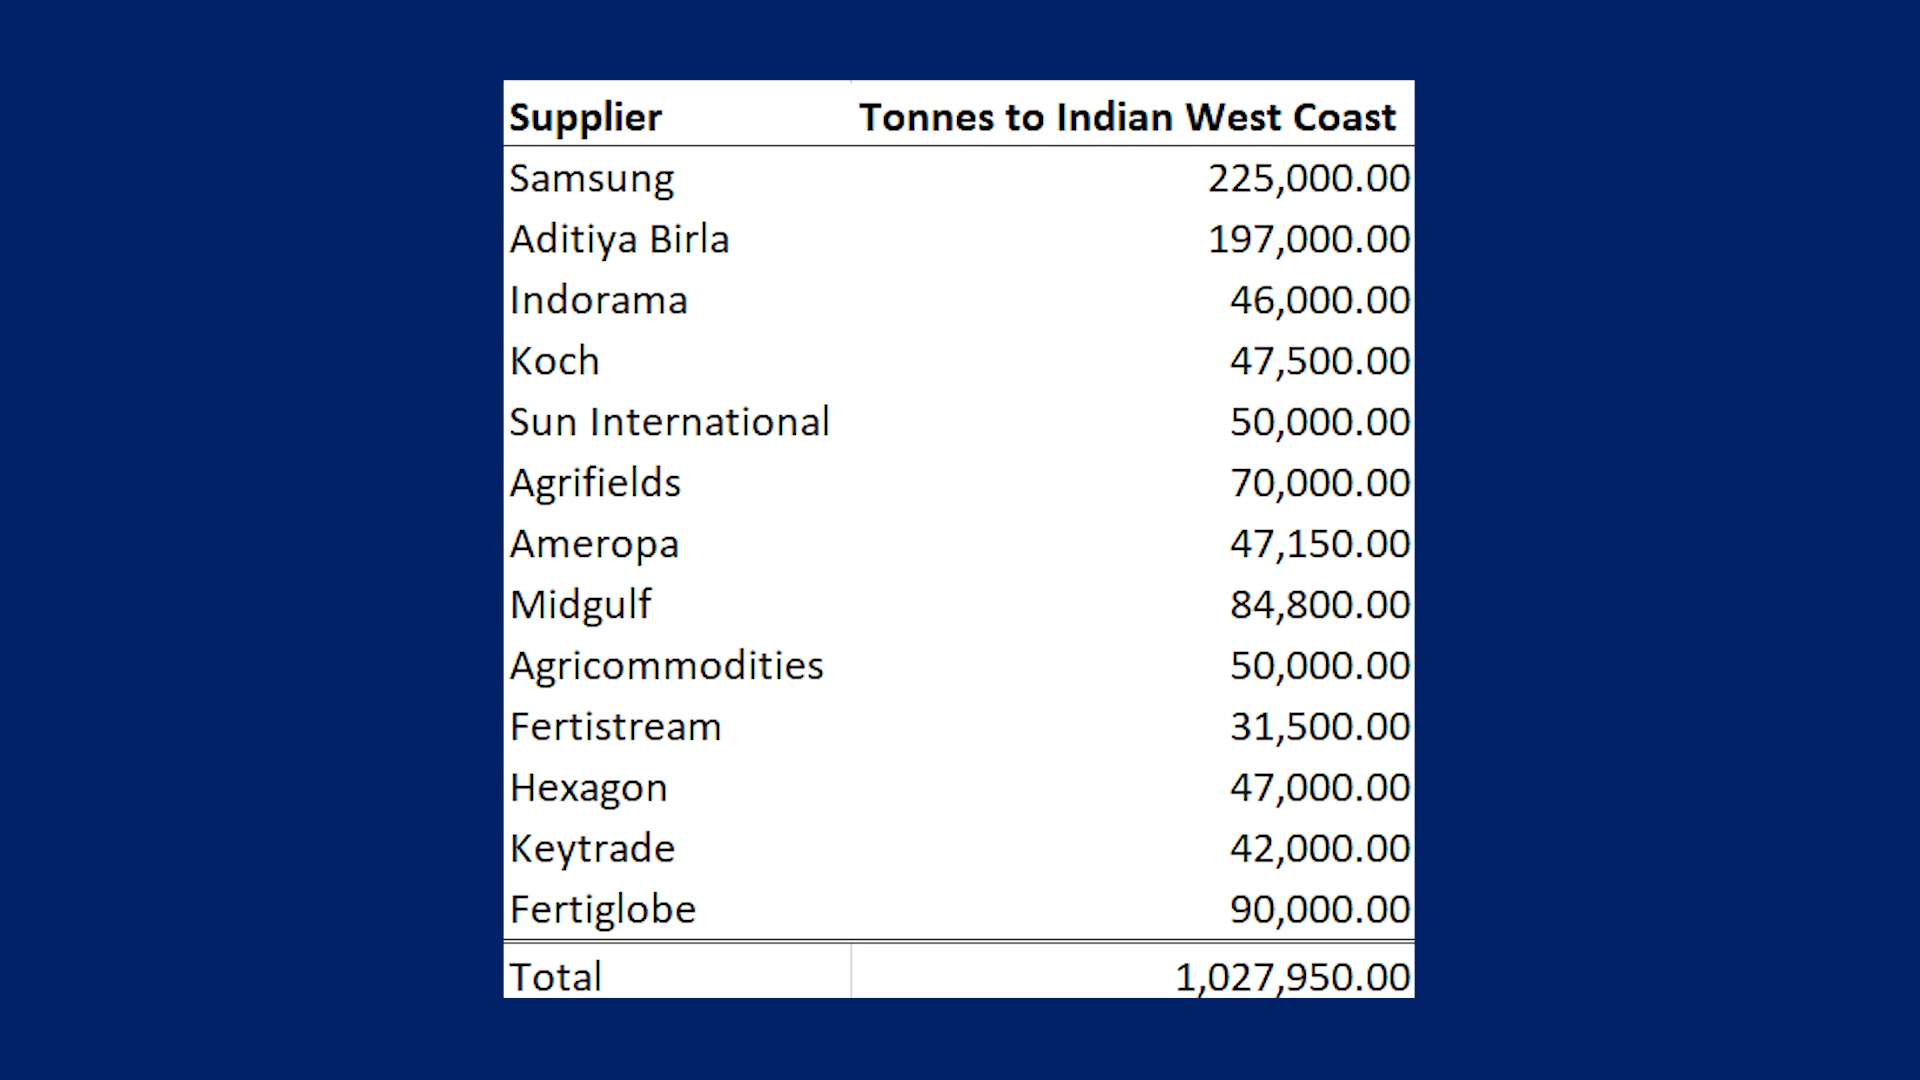 Supplier Tonnes to Indian West Coast
Samsung 225,000.00
Aditiya Birla 197,000.00
Indorama 46,000.00
Koch 47,500.00
Sun International 50,000.00
Agrifields 70,000.00
Ameropa 47,150.00
Midgulf 84,800.00
Agricommodities 50,000.00
Fertistream 31,500.00
Hexagon 47,000.00
Keytrade 42,000.00
Fertiglobe 90,000.00
Total 1,027,950.00